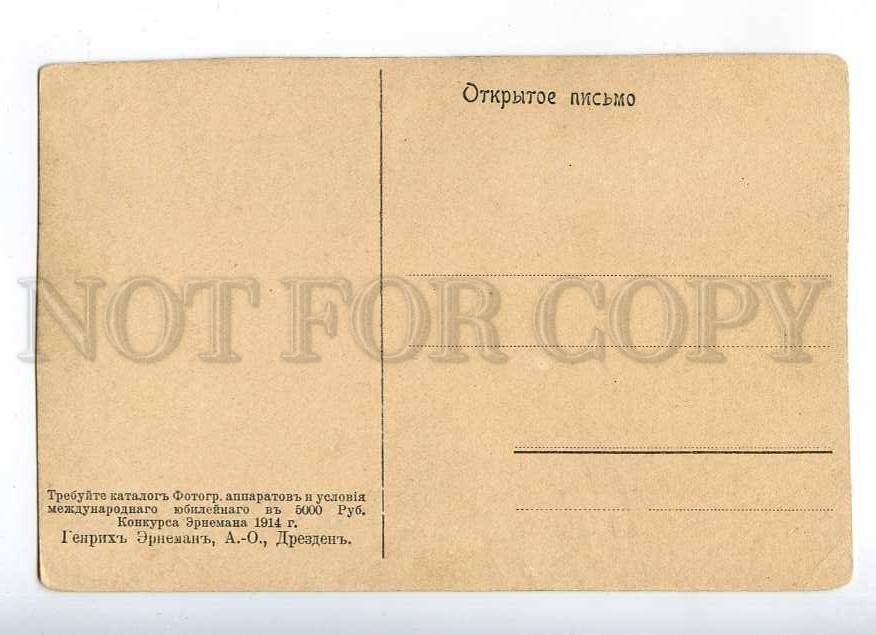 Открытое письмо
NOT FOR COPY
Требуйте каталогъ Фотогр. аппаратовъ и условія
международнаго юбилейнаго въ 5000 Руб.
Конкурса Эрнемана 1914 г.
Генрихъ Эрнеманъ, А.-О., Дрезденъ.